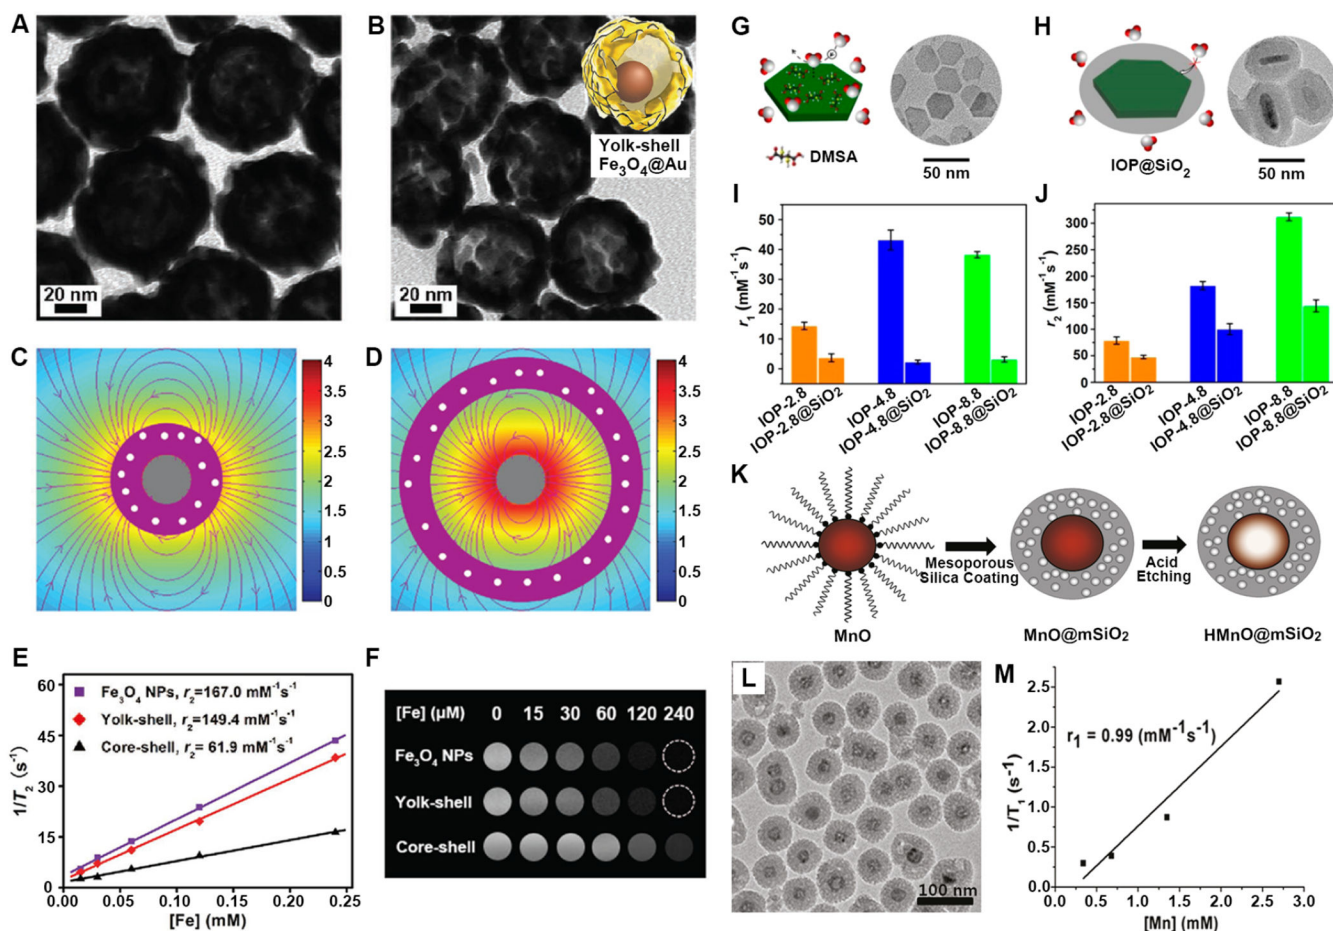 A
20 nm
B
Yolk-shell
Fe₃O₄@Au
20 nm
C
4
3.5
3
2.5
2
1.5
1
0.5
0
D
4
3.5
3
2.5
2
1.5
1
0.5
0
E
60
45
30
15
0
1/T₂ (s⁻¹)
Fe₃O₄ NPs, r₂=167.0 mM⁻¹s⁻¹
Yolk-shell, r₂=149.4 mM⁻¹s⁻¹
Core-shell, r₂= 61.9 mM⁻¹s⁻¹
0.00 0.05 0.10 0.15 0.20 0.25
[Fe] (mM)
F
[Fe] (μM) 0 15 30 60 120 240
Fe₃O₄ NPs
Yolk-shell
Core-shell
G
DMSA
50 nm
H
IOP@SiO₂
50 nm
I
50
40
30
20
15
10
5
0
r₁ (mM⁻¹s⁻¹)
IOP-2.8
IOP-2.8@SiO₂
IOP-4.8
IOP-4.8@SiO₂
IOP-8.8
IOP-8.8@SiO₂
J
300
250
200
150
100
50
0
r₂ (mM⁻¹s⁻¹)
IOP-2.8
IOP-2.8@SiO₂
IOP-4.8
IOP-4.8@SiO₂
IOP-8.8
IOP-8.8@SiO₂
K
MnO
Mesoporous
Silica Coating
MnO@mSiO₂
Acid
Etching
HMnO@mSiO₂
L
100 nm
M
2.5
2.0
1.5
1.0
0.5
0.0
1/T₁ (s⁻¹)
r₁ = 0.99 (mM⁻¹s⁻¹)
0.0 0.5 1.0 1.5 2.0 2.5 3.0
[Mn] (mM)